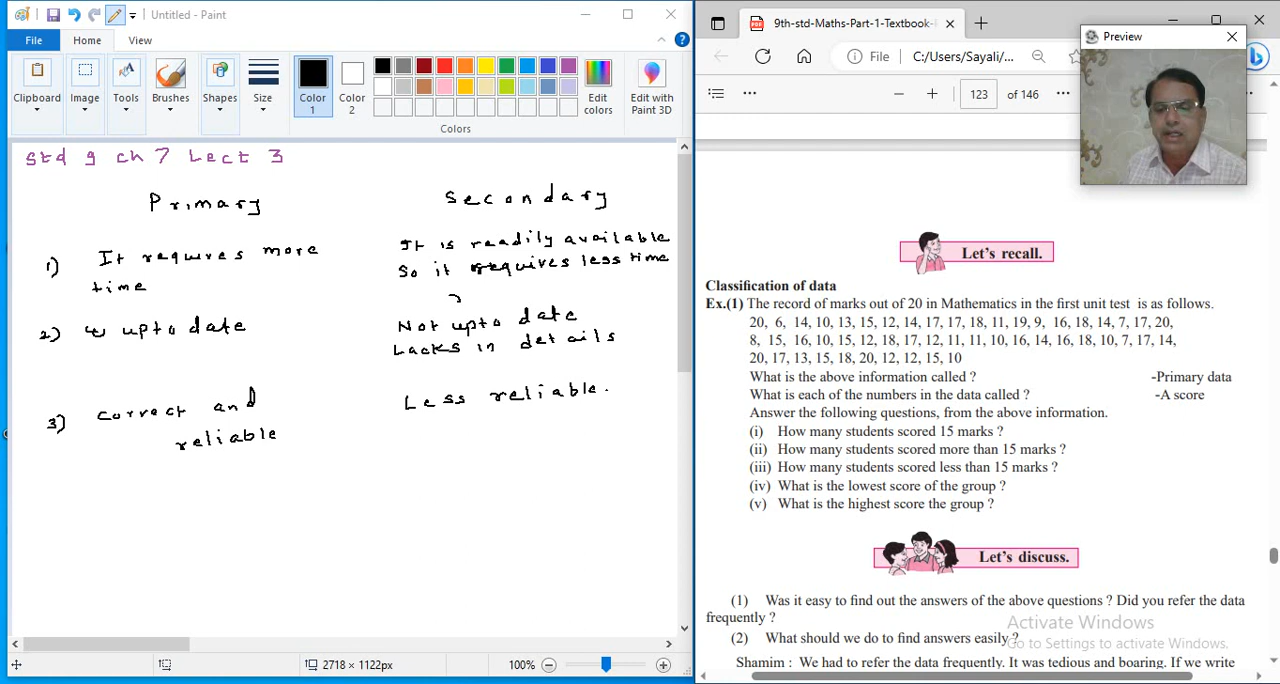 Untitled - Paint
File
Home
View
Clipboard
Image
Tools
Brushes
Shapes
Size
Color 1
Color 2
Edit colors
Edit with Paint 3D
Colors
Std 9 ch 7 Lect 3
Primary
Secondary
1) It requires more time
It is readily available
So it requires less time
2) upto date
Not upto date
Lacks in details
3) correct and reliable
Less reliable.
2718 × 1122px
100%
9th-std-Maths-Part-1-Textbook-
File
C:/Users/Sayali/...
123
of 146
Preview
Let's recall.
Classification of data
Ex.(1) The record of marks out of 20 in Mathematics in the first unit test is as follows.
20, 6, 14, 10, 13, 15, 12, 14, 17, 17, 18, 11, 19, 9, 16, 18, 14, 7, 17, 20,
8, 15, 16, 10, 15, 12, 18, 17, 12, 11, 11, 10, 16, 14, 16, 18, 10, 7, 17, 14,
20, 17, 13, 15, 18, 20, 12, 12, 15, 10
What is the above information called ? -Primary data
What is each of the numbers in the data called ? -A score
Answer the following questions, from the above information.
(i) How many students scored 15 marks ?
(ii) How many students scored more than 15 marks ?
(iii) How many students scored less than 15 marks ?
(iv) What is the lowest score of the group ?
(v) What is the highest score the group ?
Let's discuss.
(1) Was it easy to find out the answers of the above questions ? Did you refer the data
frequently ?
(2) What should we do to find answers easily ?
Shamim : We had to refer the data frequently. It was tedious and boaring. If we write
Activate Windows
Go to Settings to activate Windows.